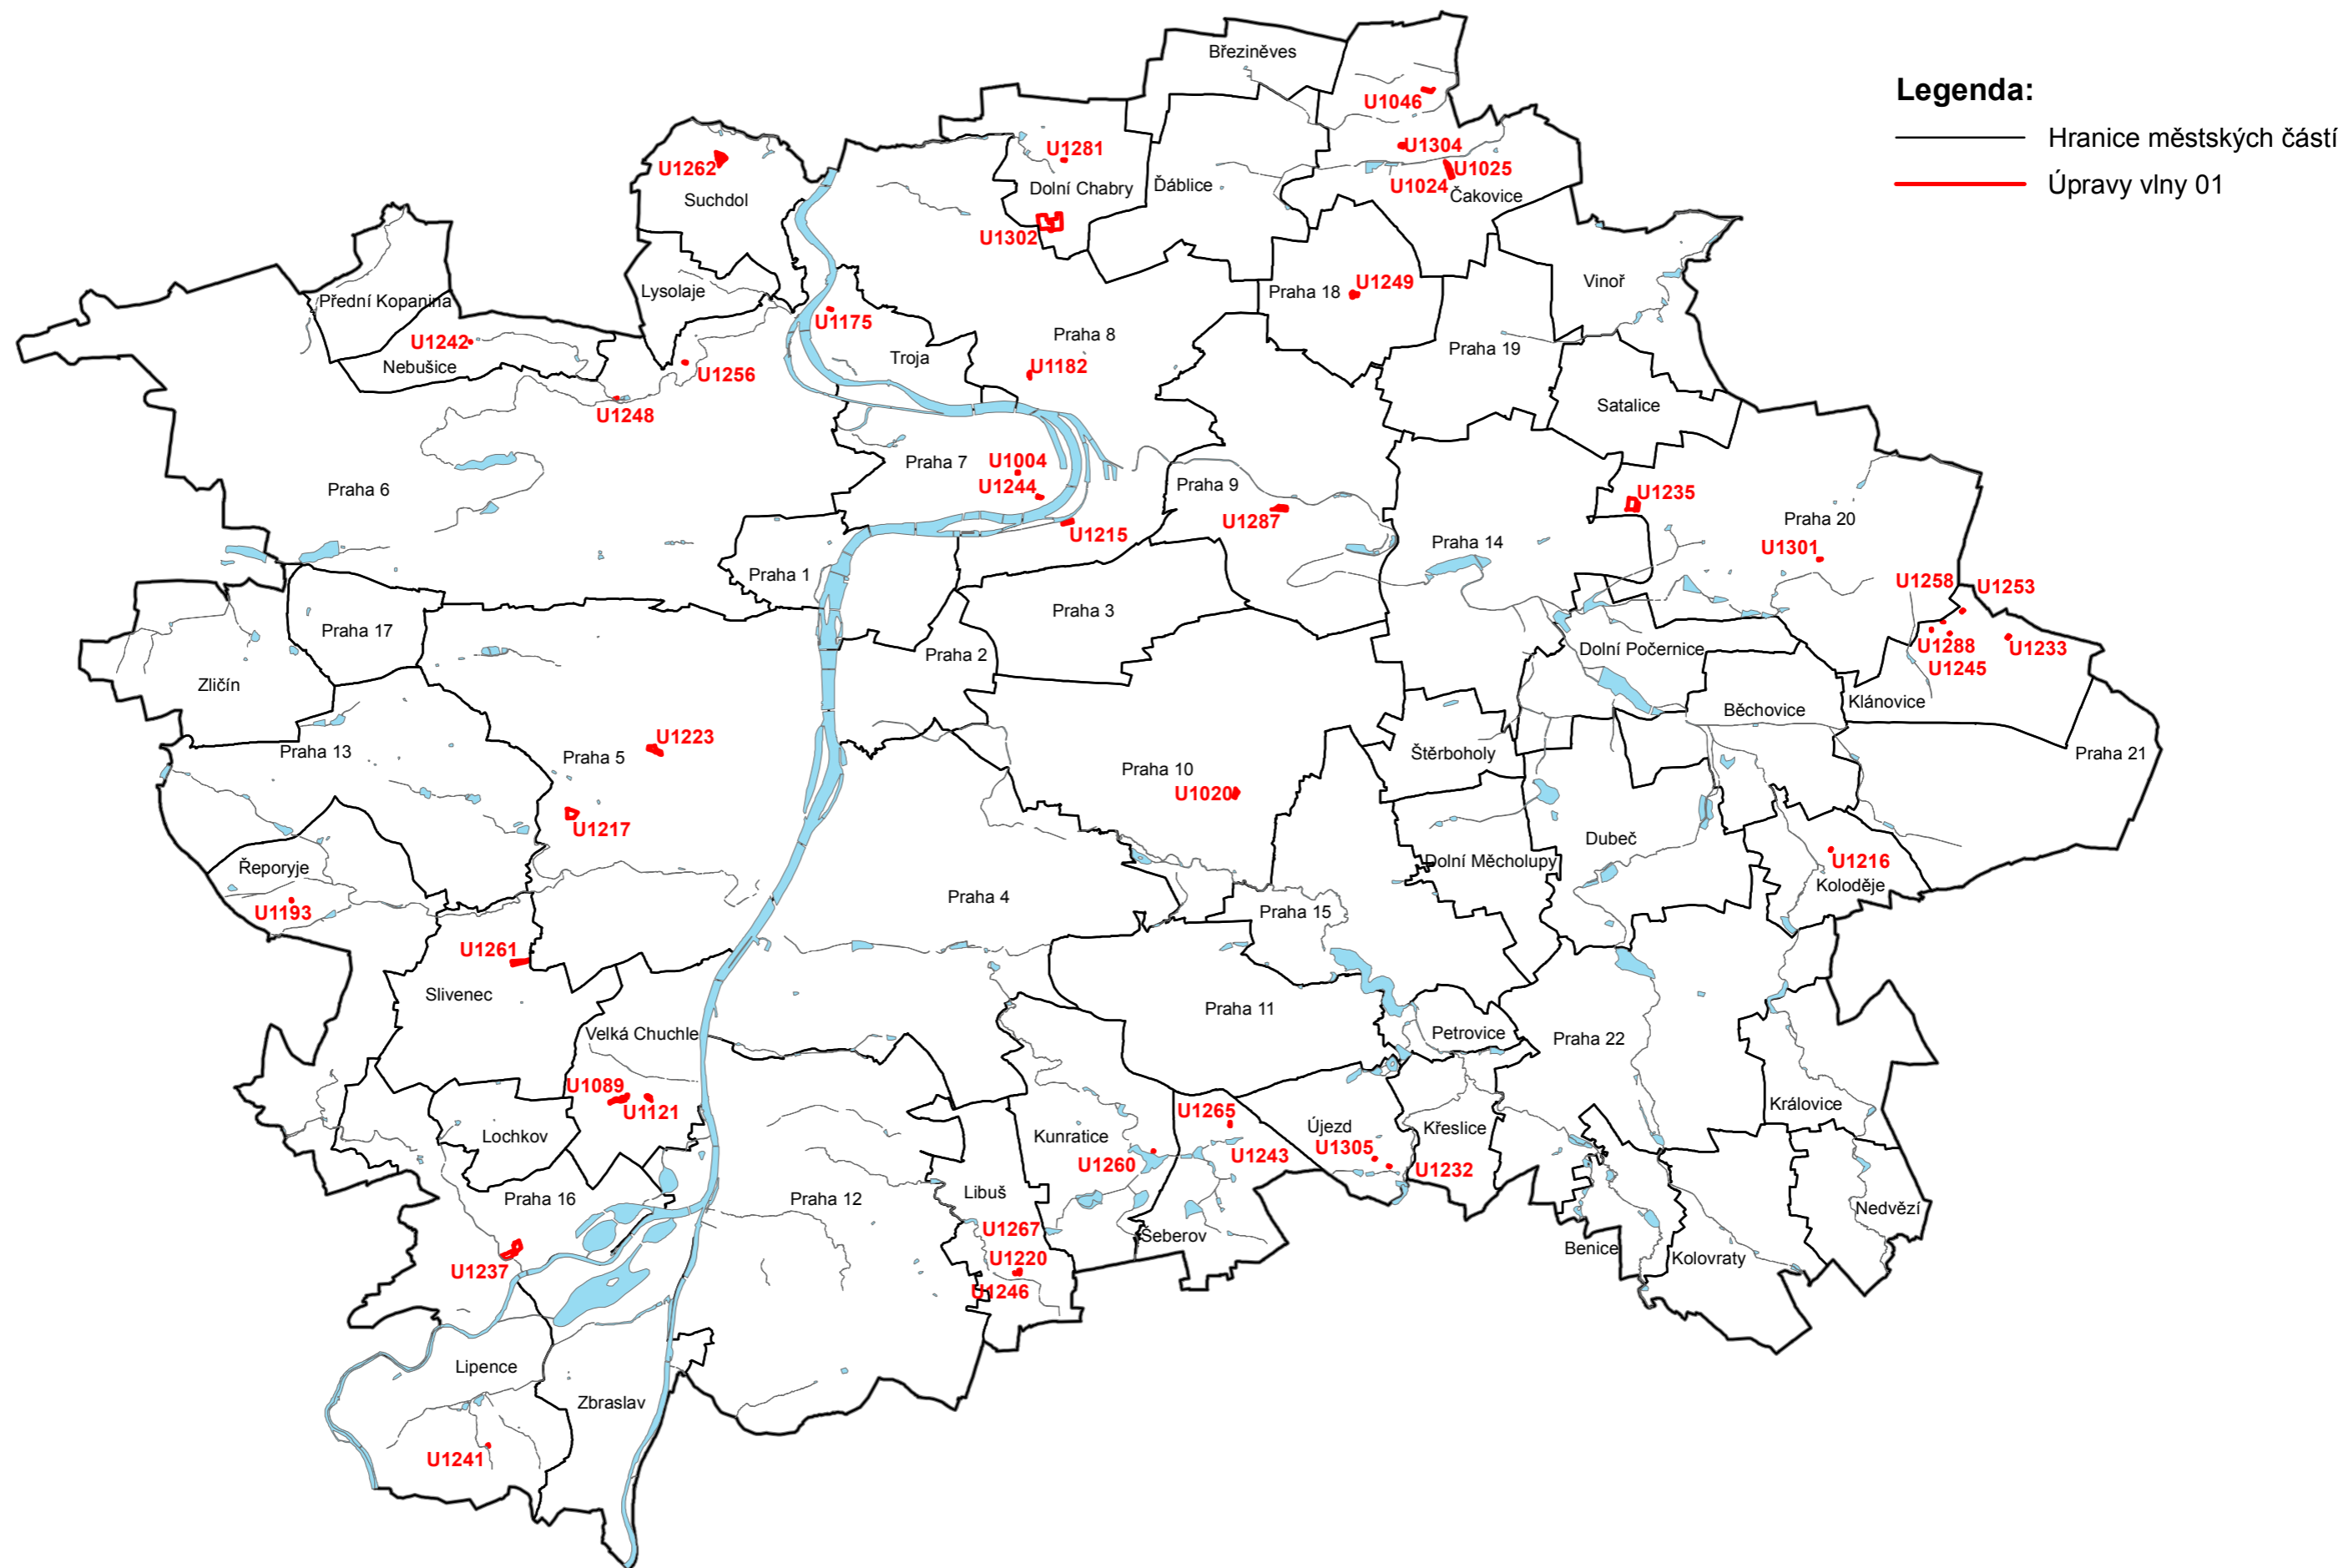 Legenda:
Hranice městských částí
Úpravy vlny 01
Březiněves
U1046
U1281
U1304
U1262
U1025
U1024
Dolní Chabry
Ďáblice
Čakovice
Suchdol
U1302
Vinoř
U1249
Praha 18
Lysolaje
Přední Kopanina
U1175
Praha 8
U1242
Praha 19
Troja
Nebušice
U1182
U1256
Satalice
U1248
U1004
Praha 7
Praha 9
U1244
Praha 6
U1235
Praha 20
U1287
U1215
Praha 14
U1301
Praha 1
U1258
U1253
Praha 3
Praha 17
U1288
U1233
Dolní Počernice
Praha 2
U1245
Zličín
Klánovice
Běchovice
U1223
Praha 13
Praha 5
Štěrboholy
Praha 21
Praha 10
U1020
U1217
Dubeč
Dolní Měcholupy
U1216
Řeporyje
Koloděje
Praha 4
U1193
Praha 15
U1261
Slivenec
Praha 11
Velká Chuchle
Petrovice
Praha 22
U1089
U1121
U1265
Královice
Újezd
Křeslice
Lochkov
Kunratice
U1305
U1243
U1260
U1232
Praha 16
Praha 12
Libuš
Nedvězí
U1267
Šeberov
Benice
U1220
Kolovraty
U1237
U1246
Lipence
Zbraslav
U1241